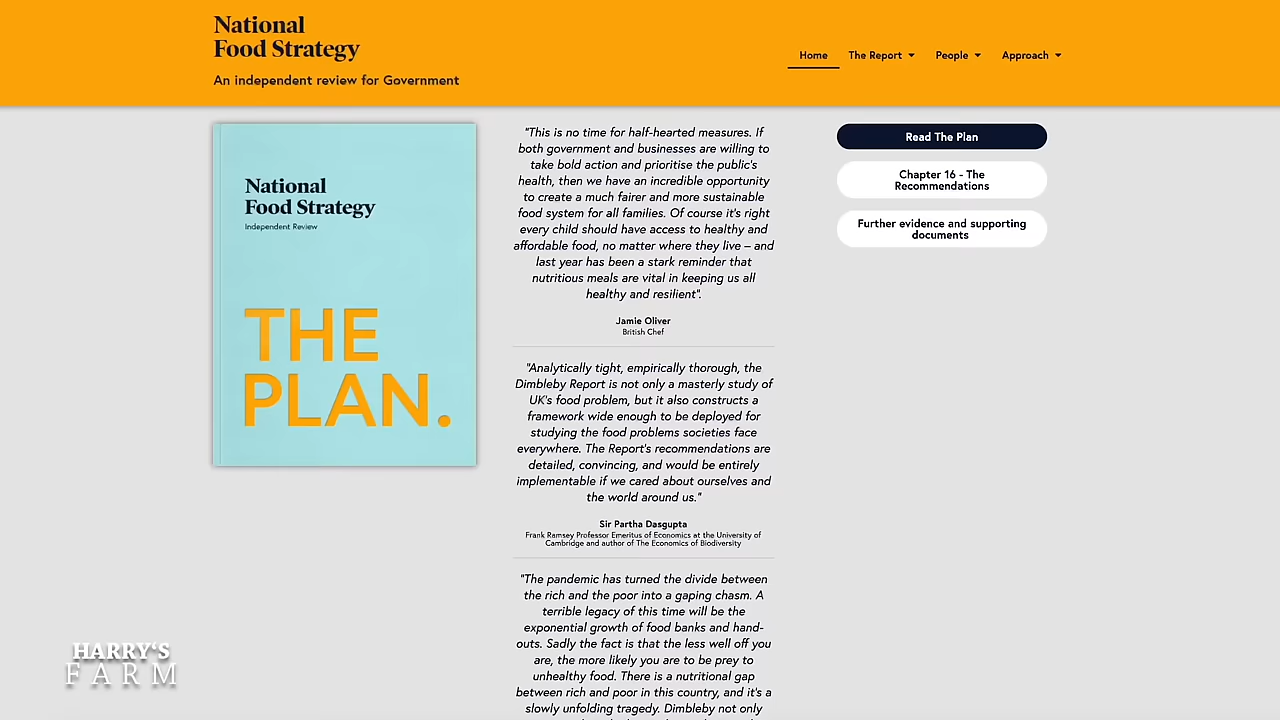 National
Food Strategy
An independent review for Government
Home
The Report
People
Approach
National
Food Strategy
Independent Review
THE
PLAN.
"This is no time for half-hearted measures. If
both government and businesses are willing to
take bold action and prioritise the public's
health, then we have an incredible opportunity
to create a much fairer and more sustainable
food system for all families. Of course it's right
every child should have access to healthy and
affordable food, no matter where they live – and
last year has been a stark reminder that
nutritious meals are vital in keeping us all
healthy and resilient".
Jamie Oliver
British Chef
"Analytically tight, empirically thorough, the
Dimbleby Report is not only a masterly study of
UK's food problem, but it also constructs a
framework wide enough to be deployed for
studying the food problems societies face
everywhere. The Report's recommendations are
detailed, convincing, and would be entirely
implementable if we cared about ourselves and
the world around us."
Sir Partha Dasgupta
Frank Ramsey Professor Emeritus of Economics at the University of
Cambridge and author of The Economics of Biodiversity
"The pandemic has turned the divide between
the rich and the poor into a gaping chasm. A
terrible legacy of this time will be the
exponential growth of food banks and hand-
outs. Sadly the fact is that the less well off you
are, the more likely you are to be prey to
unhealthy food. There is a nutritional gap
between rich and poor in this country, and it's a
slowly unfolding tragedy. Dimbleby not only
Read The Plan
Chapter 16 - The
Recommendations
Further evidence and supporting
documents
HARRY'S
FARM